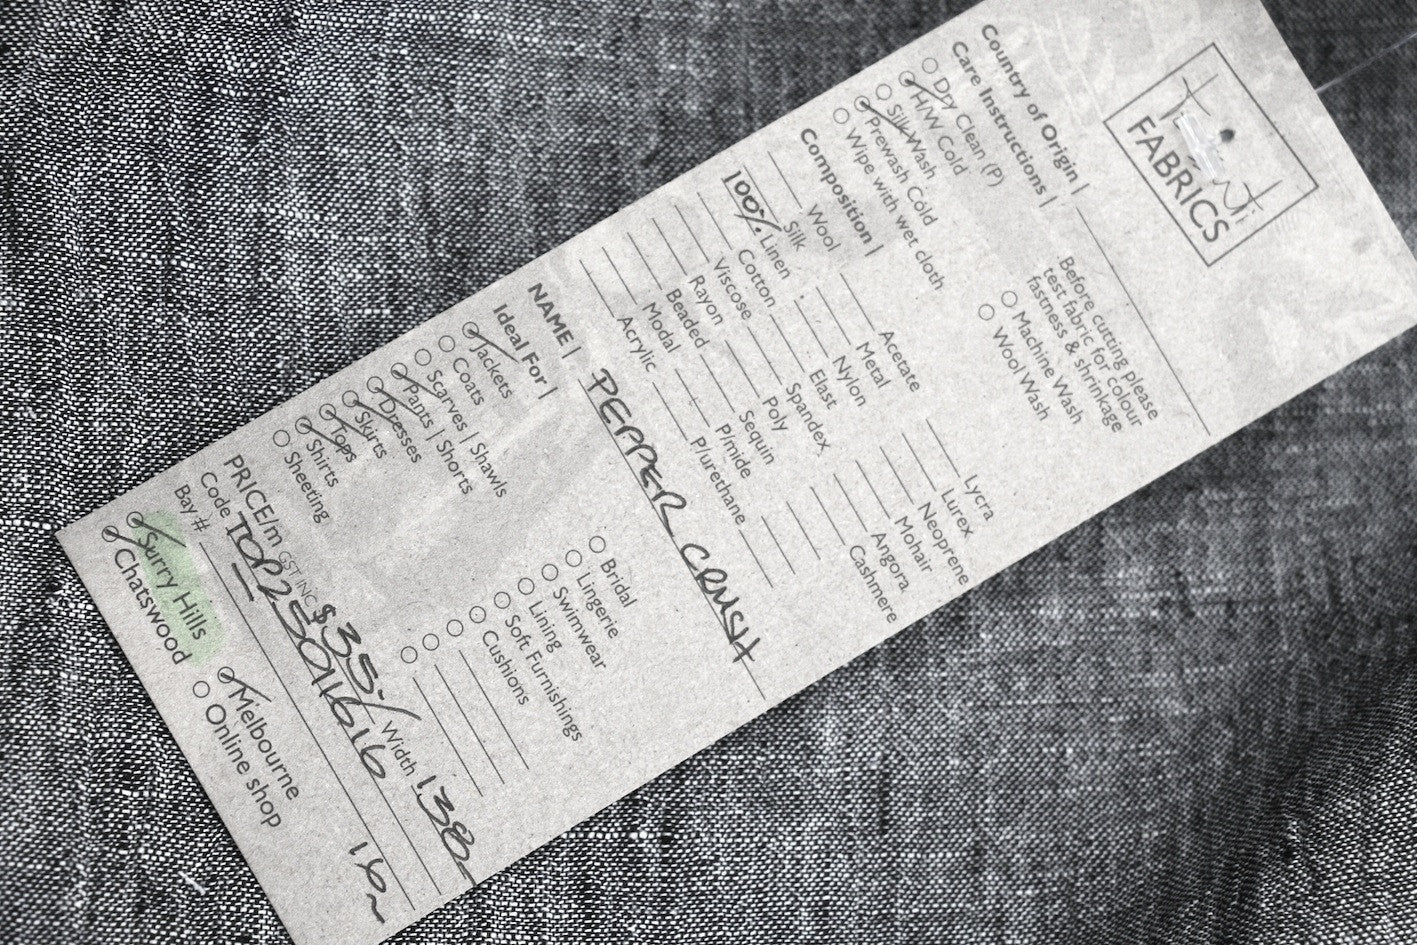 FABRICS
Country of Origin |
Care Instructions |
Before cutting please
test fabric for colour
fastness & shrinkage
Dry Clean (P)
H/W Cold
Silk Wash
Prewash Cold
Wipe with wet cloth
Machine Wash
Wool Wash
Composition |
Wool
Silk
100% Linen
Cotton
Viscose
Rayon
Beaded
Modal
Acrylic
Acetate
Metal
Nylon
Elast
Spandex
Poly
Sequin
P/mide
P/urethane
Lycra
Lurex
Neoprene
Mohair
Angora
Cashmere
NAME | PEPPER CRUSH
Ideal For |
Jackets
Coats
Scarves | Shawls
Pants | Shorts
Dresses
Skirts
Tops
Shirts
Sheeting
Bridal
Lingerie
Swimwear
Lining
Soft Furnishings
Cushions
PRICE/m GST INC $35. Width 138
Code TOP25011616
Bay#
Surry Hills
Chatswood
Melbourne
Online shop